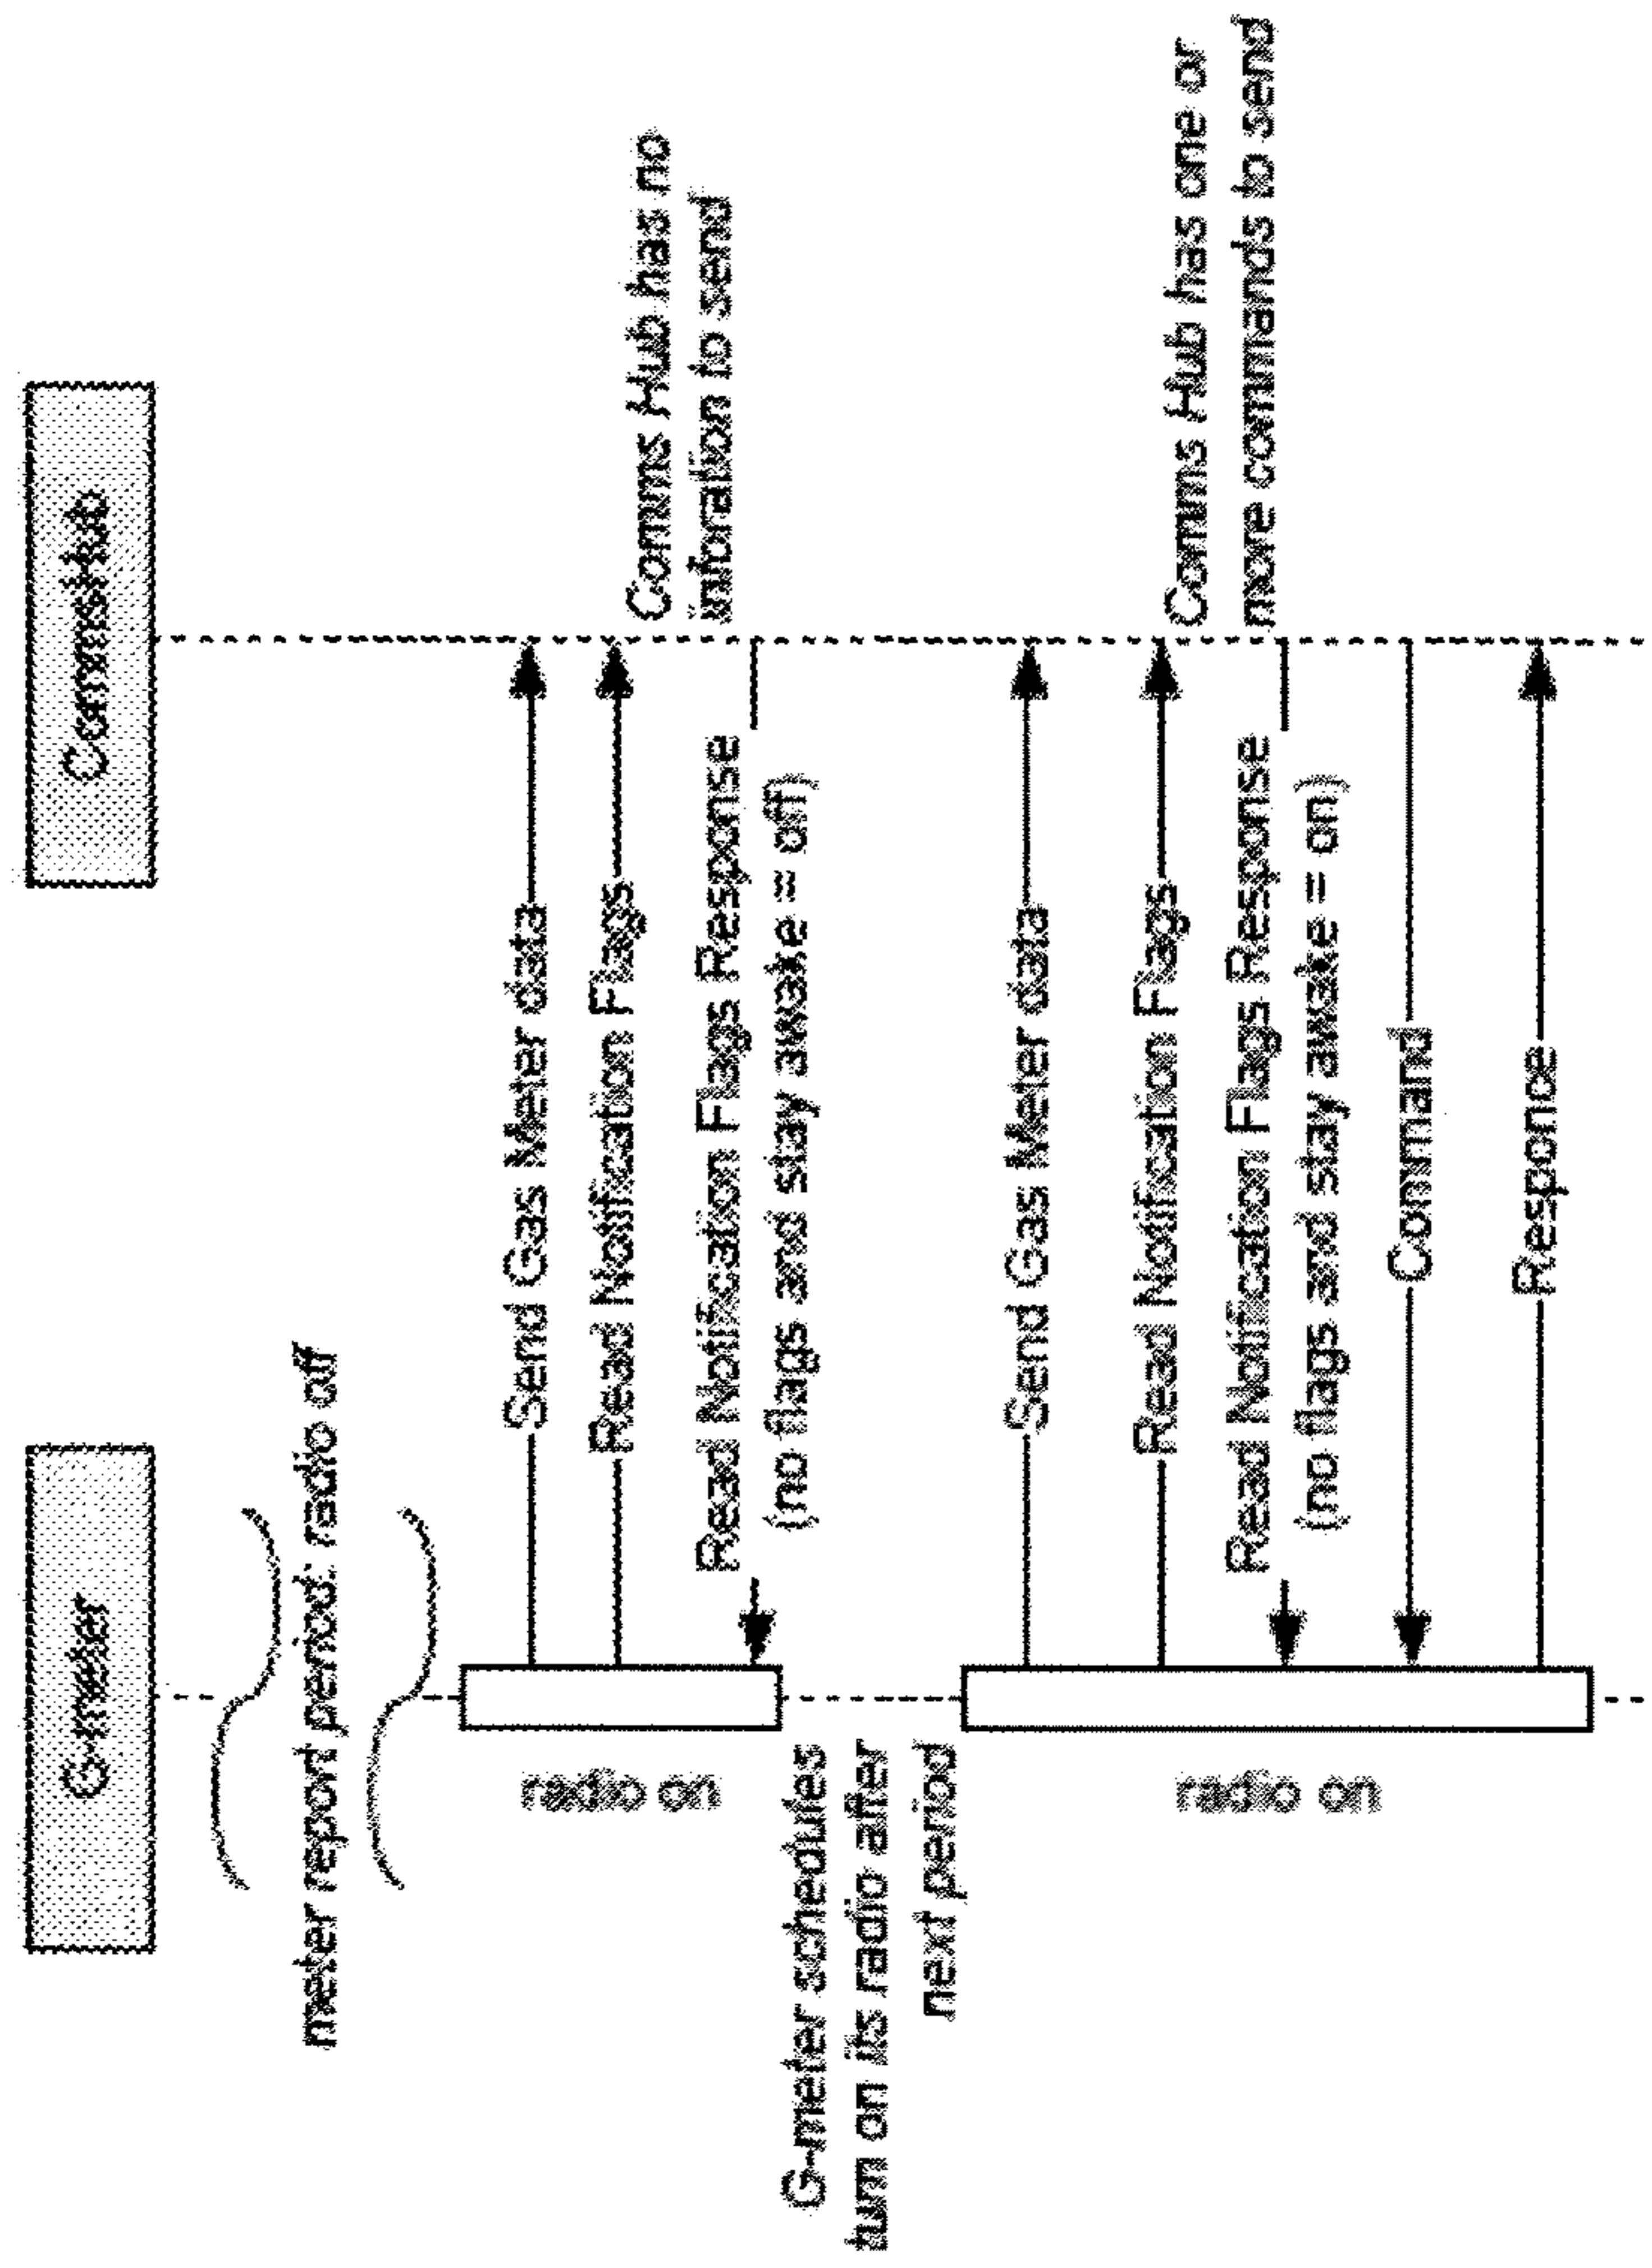 G-meter
CommsHub
meter report period: radio off
radio on
Send Gas Meter data
Read Notification Flags
Comms Hub has no
inforation to send
Read Notification Flags Response
(no flags and stay awake = off)
G-meter schedules
turn on its radio after
next period
radio on
Send Gas Meter data
Read Notification Flags
Comms Hub has one or
more commands to send
Read Notification Flags Response
(no flags and stay awake = on)
Command
Responce